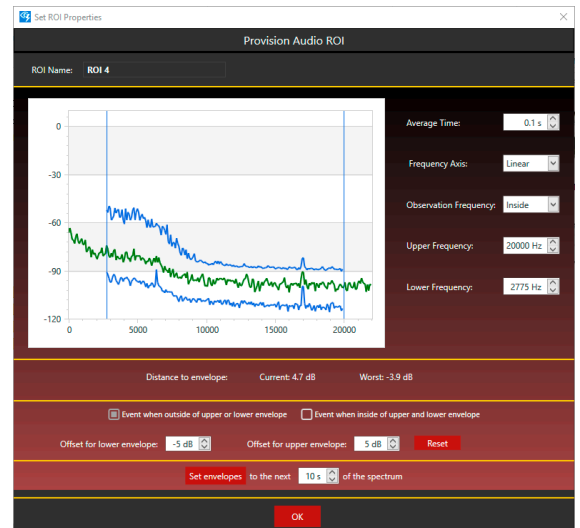 Set ROI Properties
Provision Audio ROI
ROI Name: ROI 4
0
-30
-60
-90
-120
0 5000 10000 15000 20000
Average Time: 0.1 s
Frequency Axis: Linear
Observation Frequency: Inside
Upper Frequency: 20000 Hz
Lower Frequency: 2775 Hz
Distance to envelope: Current: 4.7 dB Worst: -3.9 dB
Event when outside of upper or lower envelope Event when inside of upper and lower envelope
Offset for lower envelope: -5 dB Offset for upper envelope: 5 dB Reset
Set envelopes to the next 10 s of the spectrum
OK